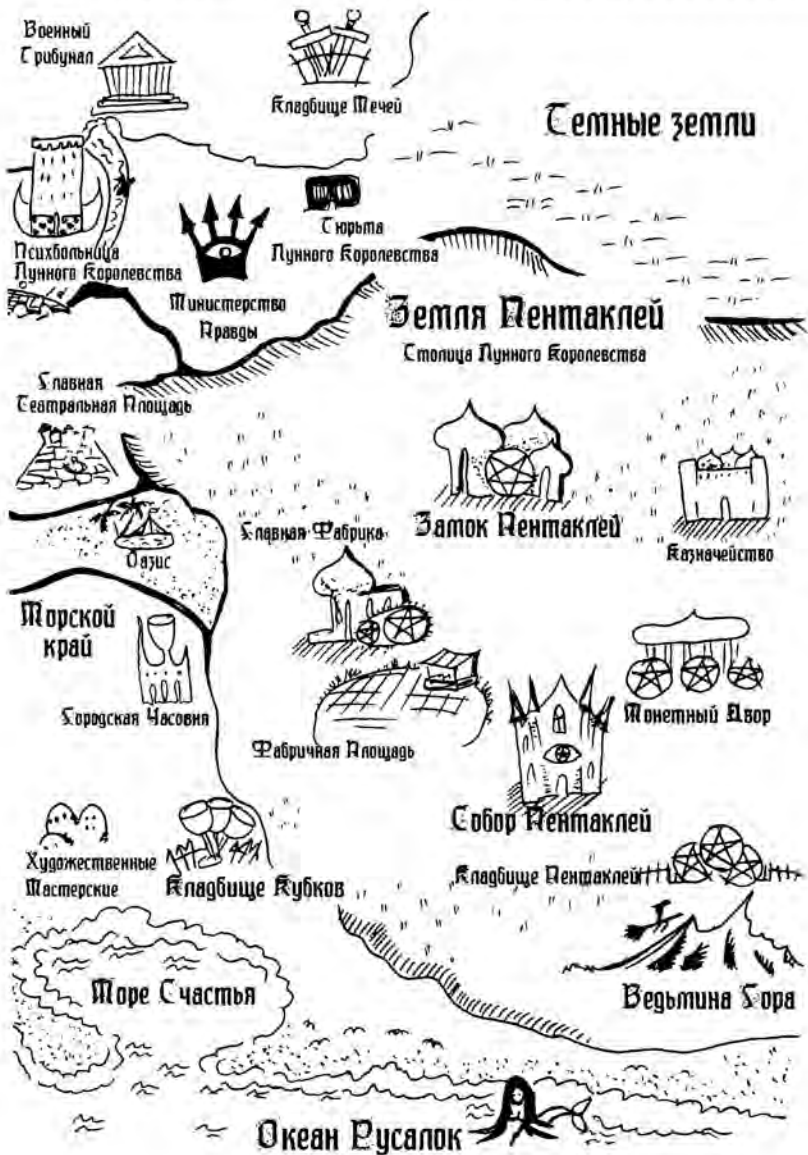 Военный
Трибунал
Кладбище Мечей
Темные земли
Психбольница
Лунного Королевства
Министерство
Правды
Тюрьма
Лунного Королевства
Земля Пентаклей
Столица Лунного Королевства
Главная
Театральная Площадь
Оазис
Главная Фабрика
Замок Пентаклей
Казначейство
Морской
край
Городская Часовня
Фабричная Площадь
Монетный Двор
Собор Пентаклей
Художественные
Мастерские
Кладбище Кубков
Кладбище Пентаклей
Море Счастья
Ведьмина Гора
Океан Русалок